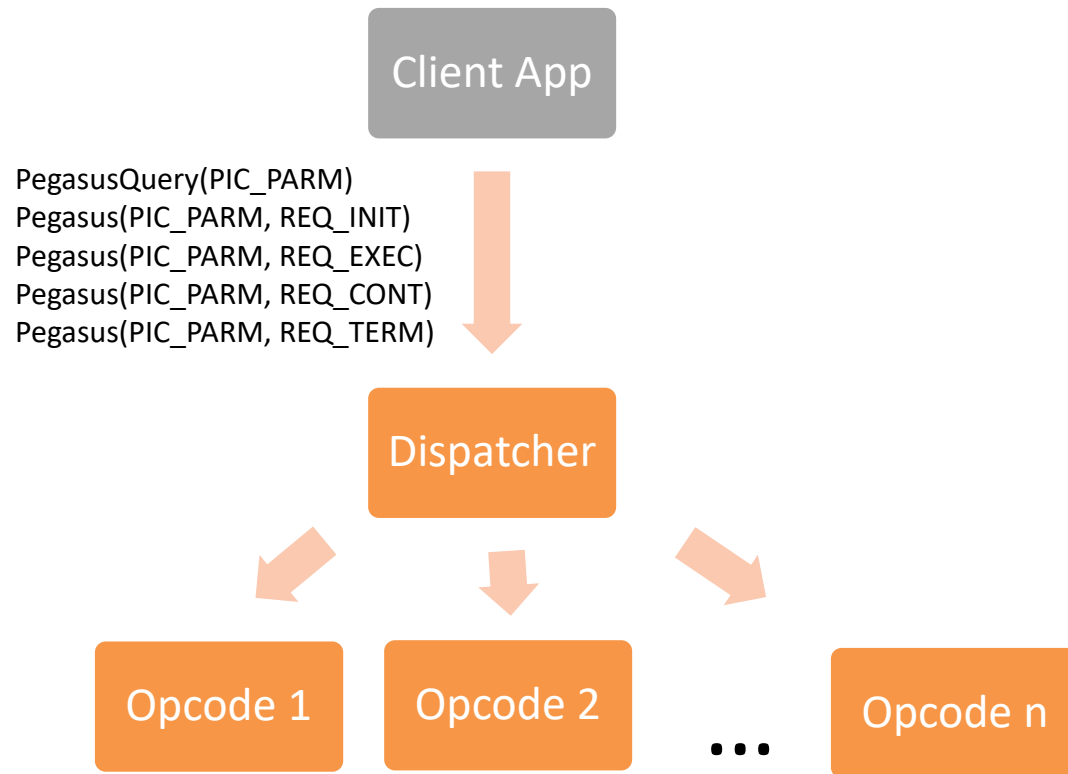 Client App
PegasusQuery(PIC_PARM)
Pegasus(PIC_PARM, REQ_INIT)
Pegasus(PIC_PARM, REQ_EXEC)
Pegasus(PIC_PARM, REQ_CONT)
Pegasus(PIC_PARM, REQ_TERM)
Dispatcher
Opcode 1
Opcode 2
...
Opcode n